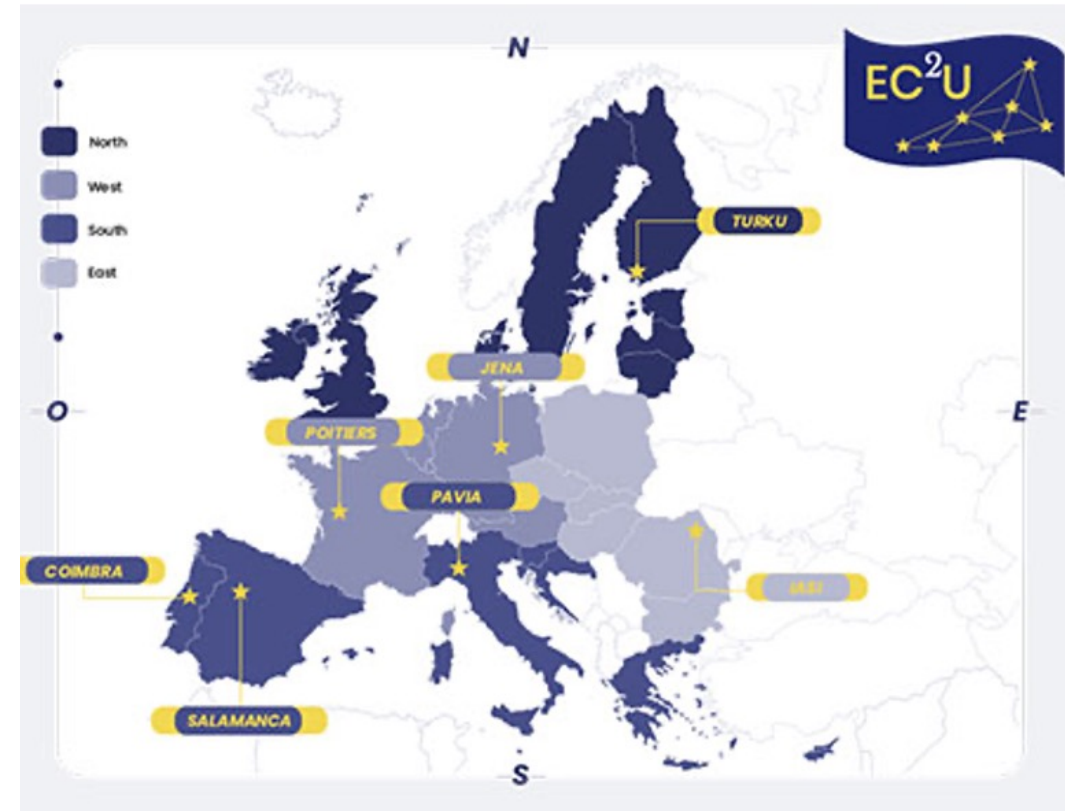 N
EC²U
North
West
South
East
TURKU
JENA
O
E
POITIERS
PAVIA
COIMBRA
IASI
SALAMANCA
S